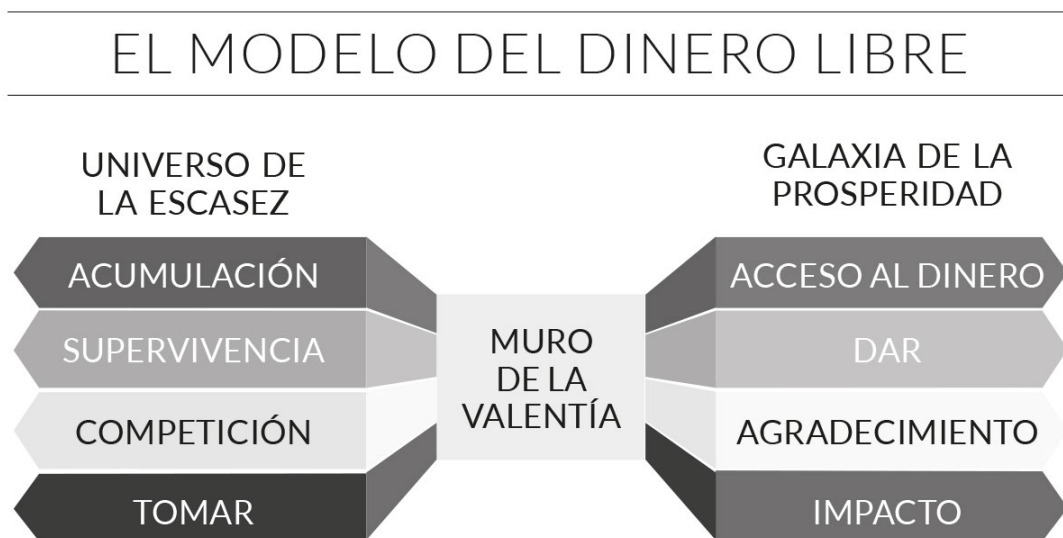 EL MODELO DEL DINERO LIBRE
UNIVERSO DE
LA ESCASEZ
ACUMULACIÓN
SUPERVIVENCIA
COMPETICIÓN
TOMAR
MURO
DE LA
VALENTÍA
GALAXIA DE LA
PROSPERIDAD
ACCESO AL DINERO
DAR
AGRADECIMIENTO
IMPACTO